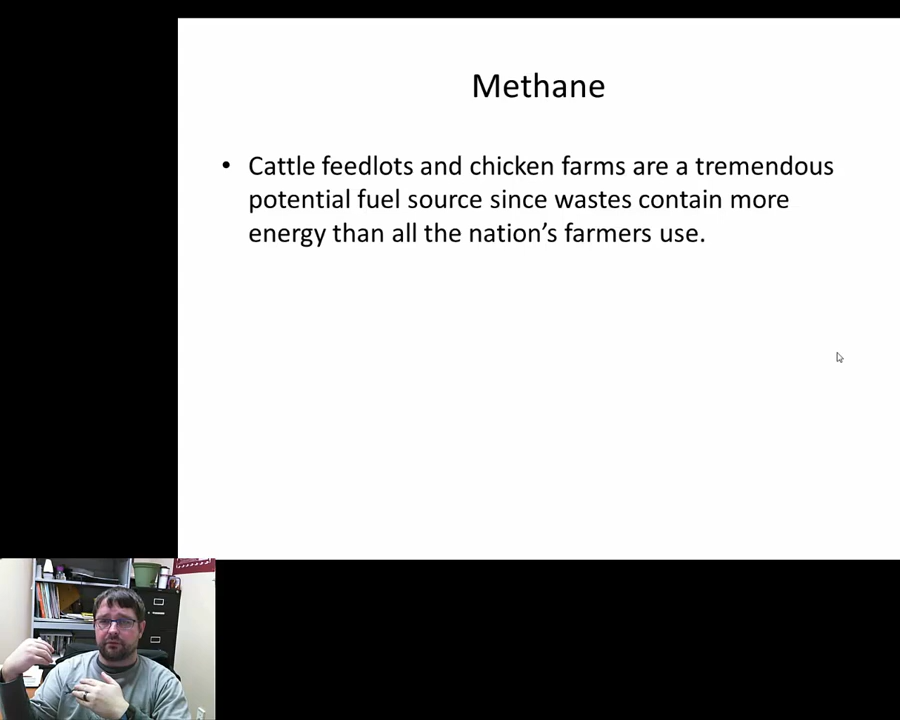 Methane
• Cattle feedlots and chicken farms are a tremendous
potential fuel source since wastes contain more
energy than all the nation’s farmers use.